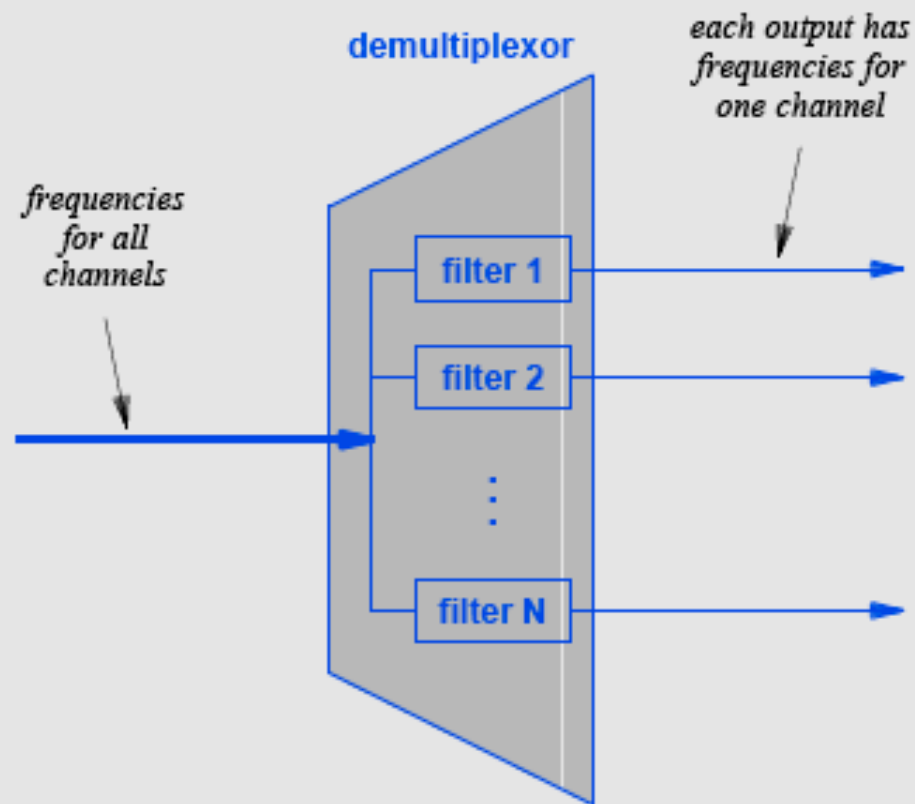 demultiplexor
each output has
frequencies for
one channel
frequencies
for all
channels
filter 1
filter 2
filter N